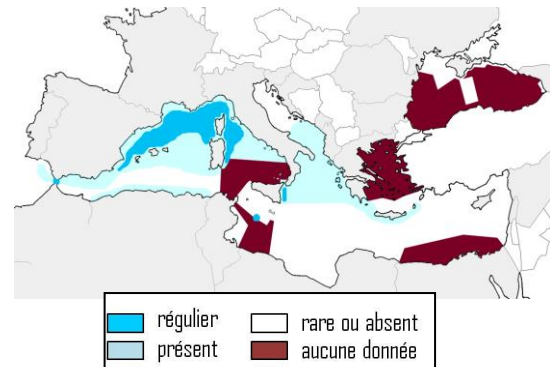 régulier
rare ou absent
présent
aucune donnée